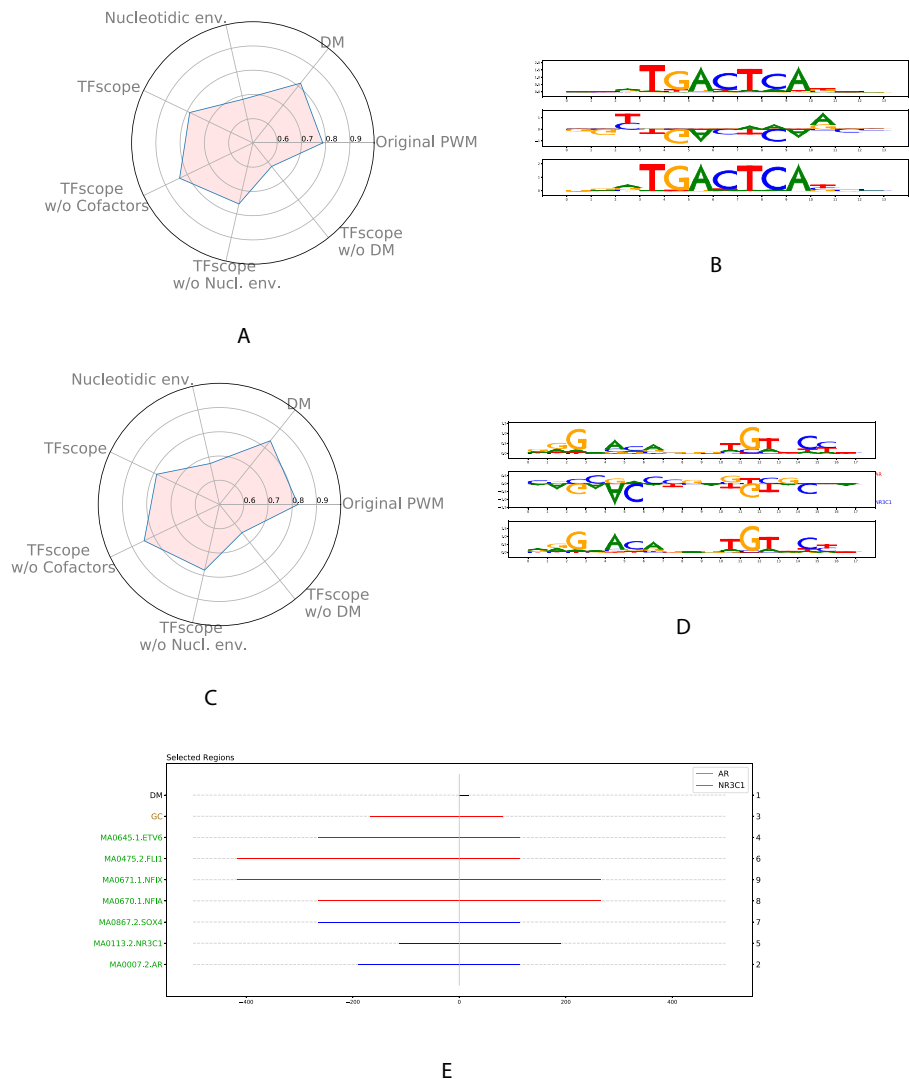 Nucleotidic env.
DM
TFscope
0.6 0.7 0.8 0.9
Original PWM
TFscope
w/o Cofactors
TFscope
w/o DM
TFscope
w/o Nucl. env.
A
TGACTCA
TGACTCA
B
Nucleotidic env.
DM
TFscope
0.6 0.7 0.8 0.9
Original PWM
TFscope
w/o Cofactors
TFscope
w/o DM
TFscope
w/o Nucl. env.
C
AR
NR3C1
D
Selected Regions
AR
NR3C1
DM 1
GC 3
MA0645.1.ETV6 4
MA0475.2.FLI1 6
MA0671.1.NFIX 9
MA0670.1.NFIA 8
MA0867.2.SOX4 7
MA0113.2.NR3C1 5
MA0007.2.AR 2
−400 −200 0 200 400
E